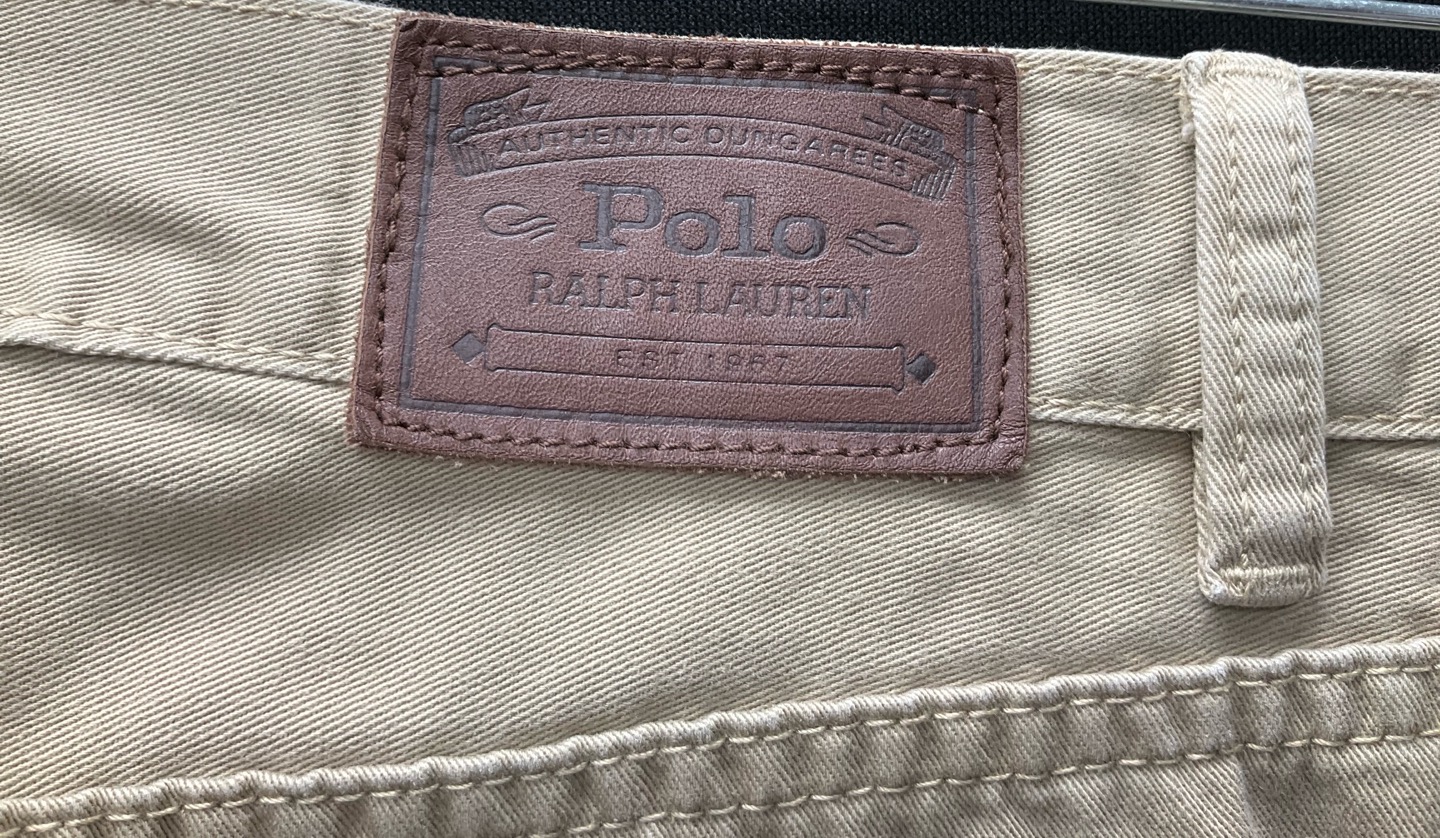 AUTHENTIC DUNGAREES
Polo
RALPH LAUREN
EST 1967